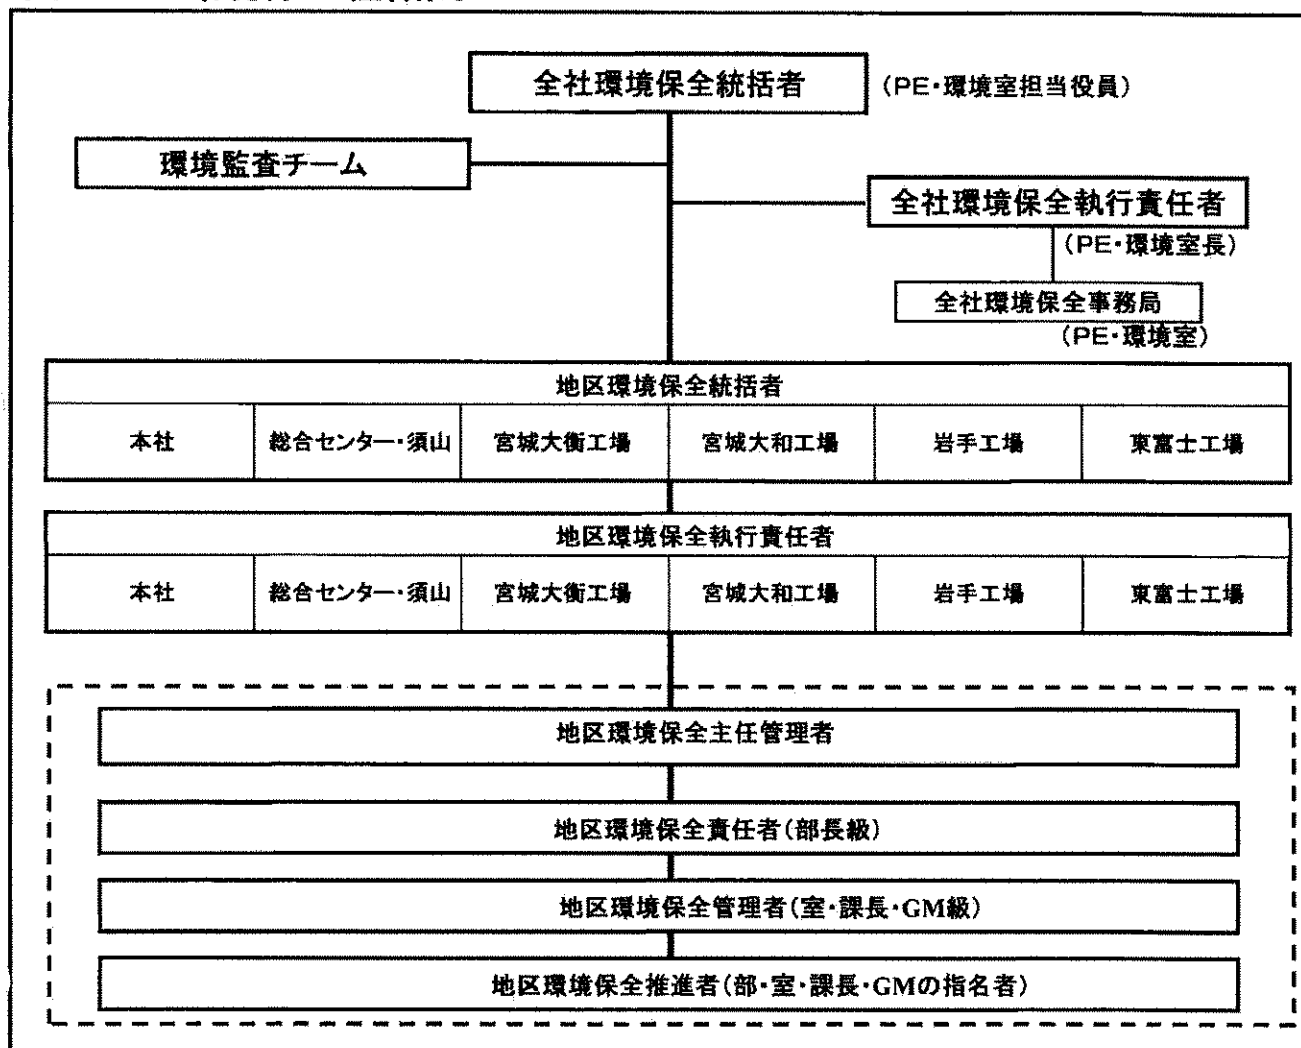 全社環境保全統括者 (PE・環境室担当役員)
環境監査チーム
全社環境保全執行責任者
(PE・環境室長)
全社環境保全事務局
(PE・環境室)
地区環境保全統括者
本社 総合センター・須山 宮城大衡工場 宮城大和工場 岩手工場 東富士工場
地区環境保全執行責任者
本社 総合センター・須山 宮城大衡工場 宮城大和工場 岩手工場 東富士工場
地区環境保全主任管理者
地区環境保全責任者(部長級)
地区環境保全管理者(室・課長・GM級)
地区環境保全推進者(部・室・課長・GMの指名者)